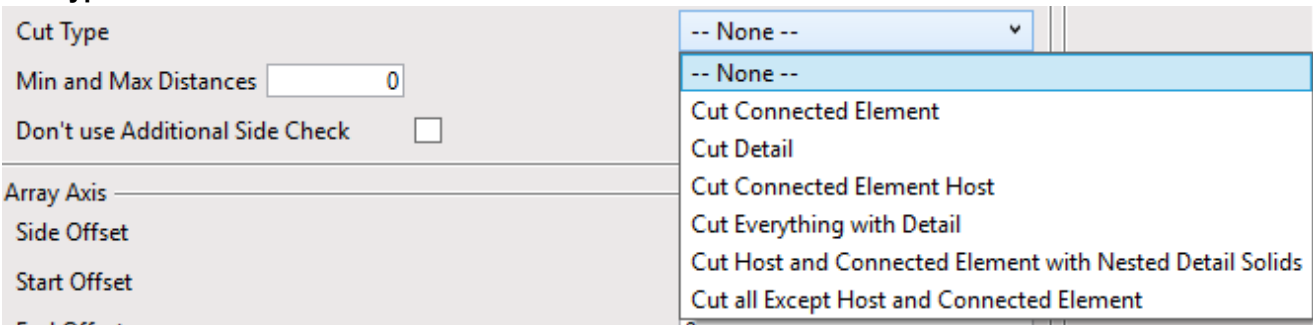 Cut Type -- None --
-- None --
Min and Max Distances 0
Cut Connected Element
Don't use Additional Side Check
Cut Detail
Cut Connected Element Host
Array Axis
Cut Everything with Detail
Side Offset
Cut Host and Connected Element with Nested Detail Solids
Start Offset
Cut all Except Host and Connected Element